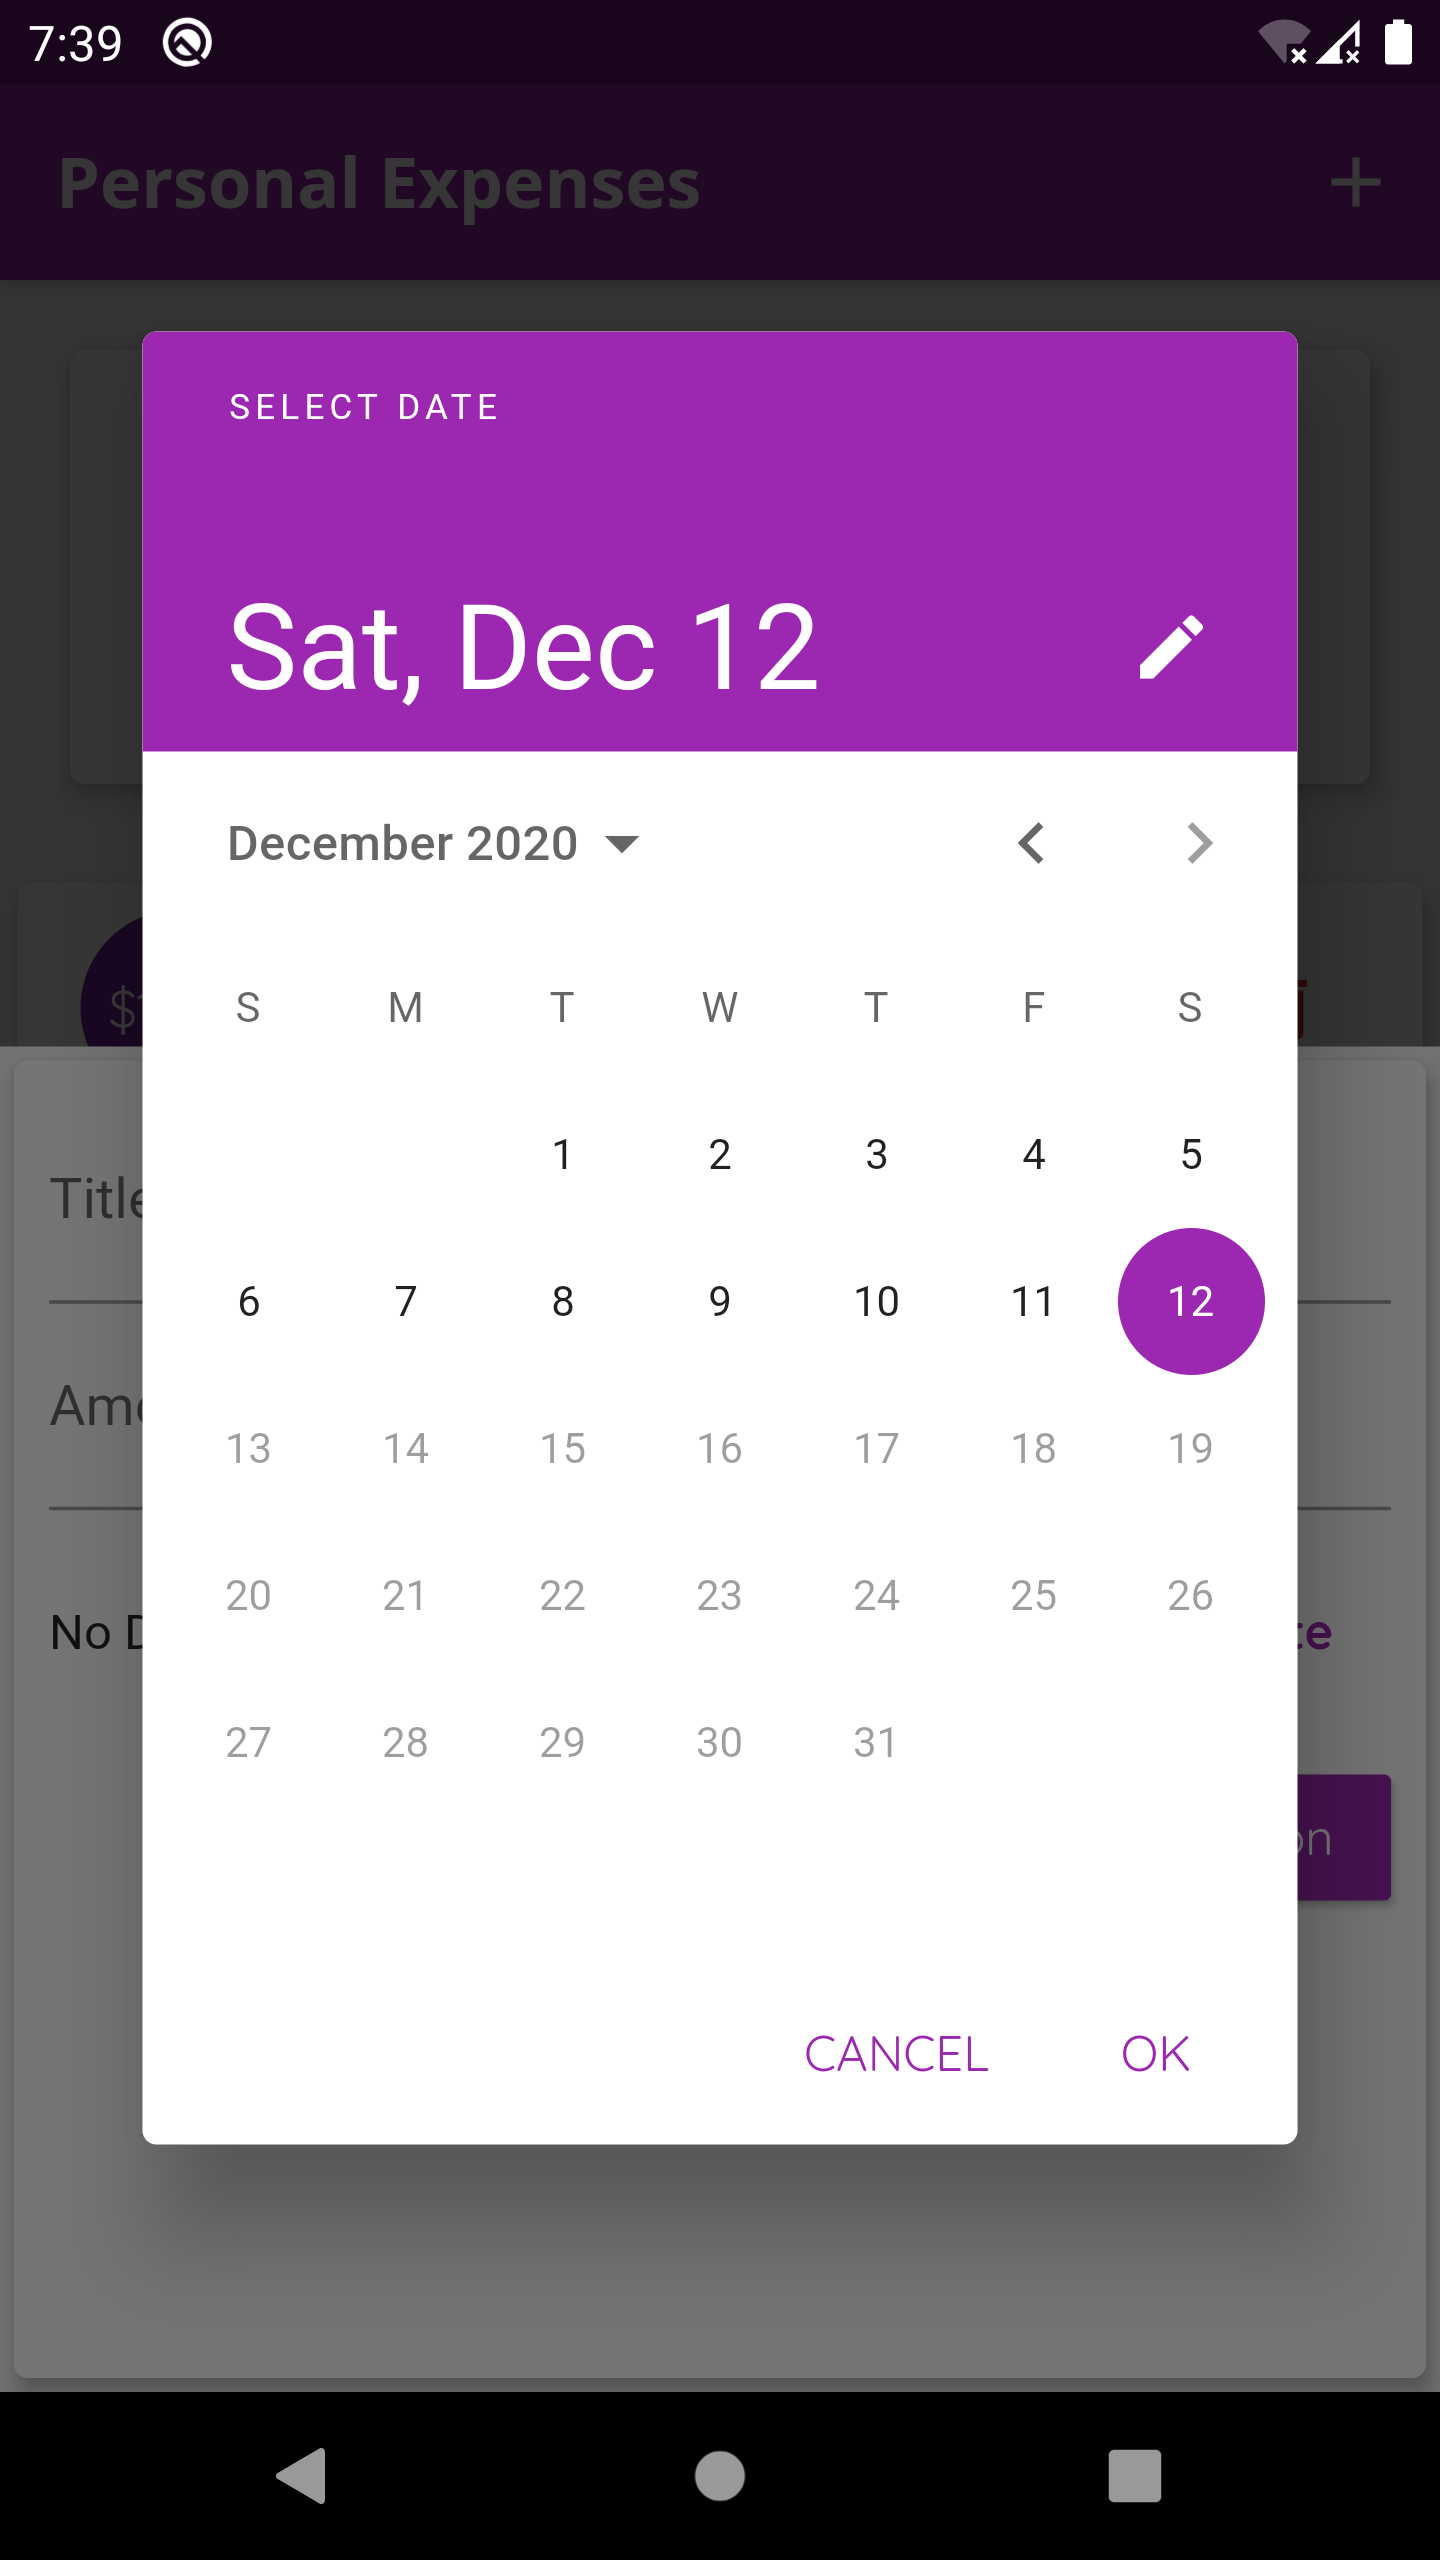 7:39
Personal Expenses
SELECT DATE
Sat, Dec 12
December 2020
S M T W T F S
1 2 3 4 5
6 7 8 9 10 11 12
13 14 15 16 17 18 19
20 21 22 23 24 25 26
27 28 29 30 31
No
CANCEL OK